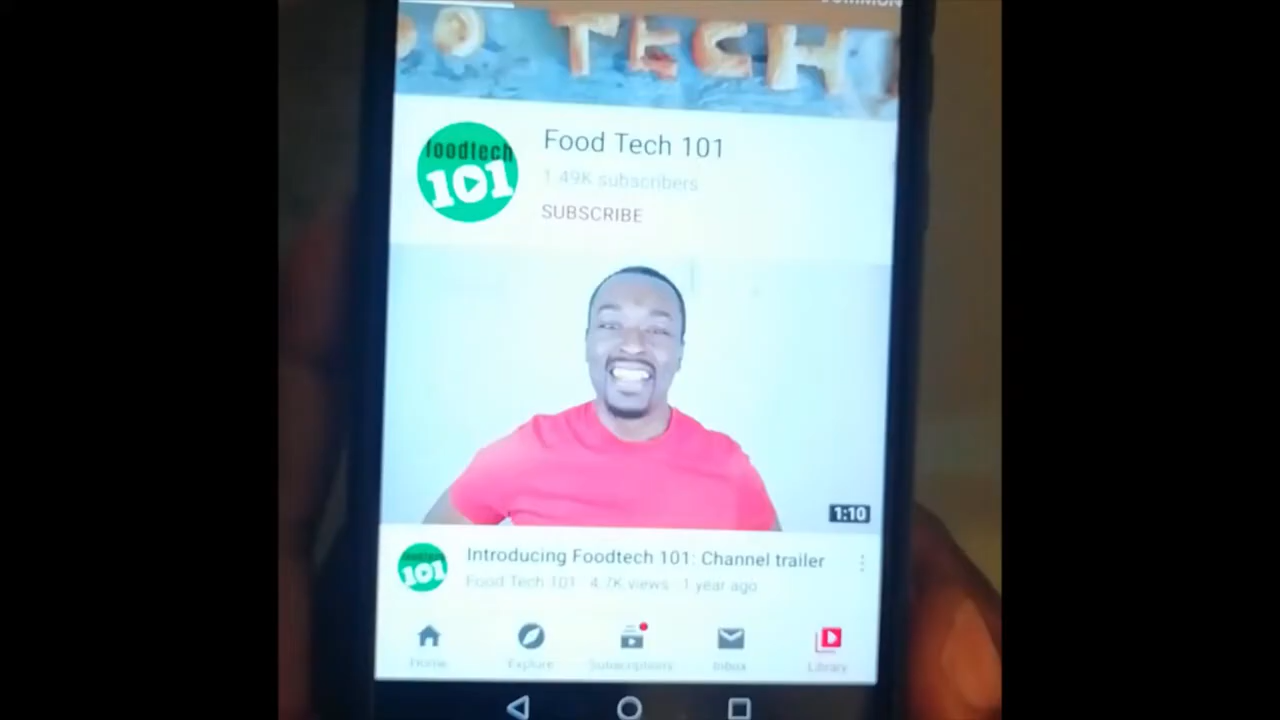 TECH
Food Tech 101
foodtech
101
1.49K subscribers
SUBSCRIBE
1:10
Introducing Foodtech 101: Channel trailer
foodtech
101
Food Tech 101 · 4.7K views · 1 year ago
Home
Explore
Subscriptions
Inbox
Library